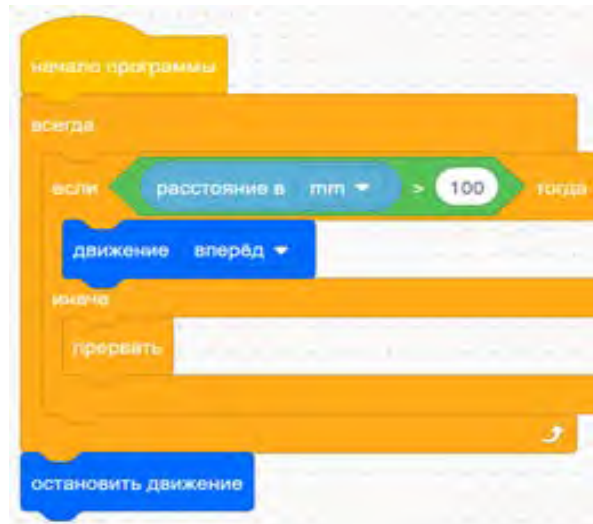 начало программы
всегда
если расстояние в mm > 100 тогда
движение вперёд
иначе
прервать
остановить движение